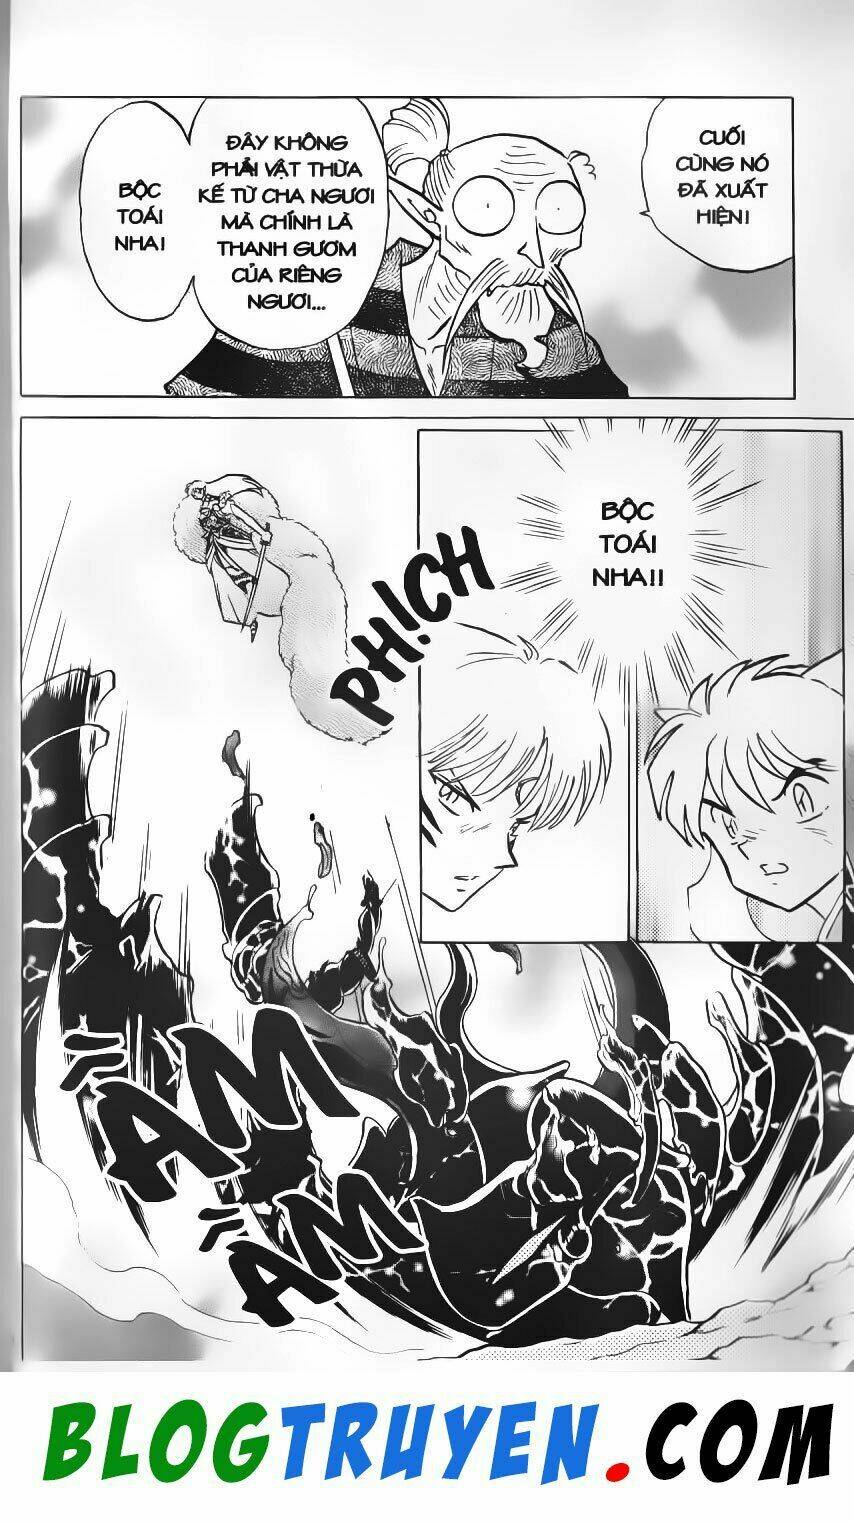 CUỐI
CÙNG NÓ
ĐÃ XUẤT
HIỆN!
ĐÂY KHÔNG
PHẢI VẬT THỪA
KẾ TỪ CHA NGƯƠI
MÀ CHÍNH LÀ
THANH GƯƠM
CỦA RIÊNG
NGƯƠI...
BỘC
TOÁI
NHA!
BỘC
TOÁI
NHA!!
PHỊCH
ẦM
ẦM
BLOGTRUYEN.COM